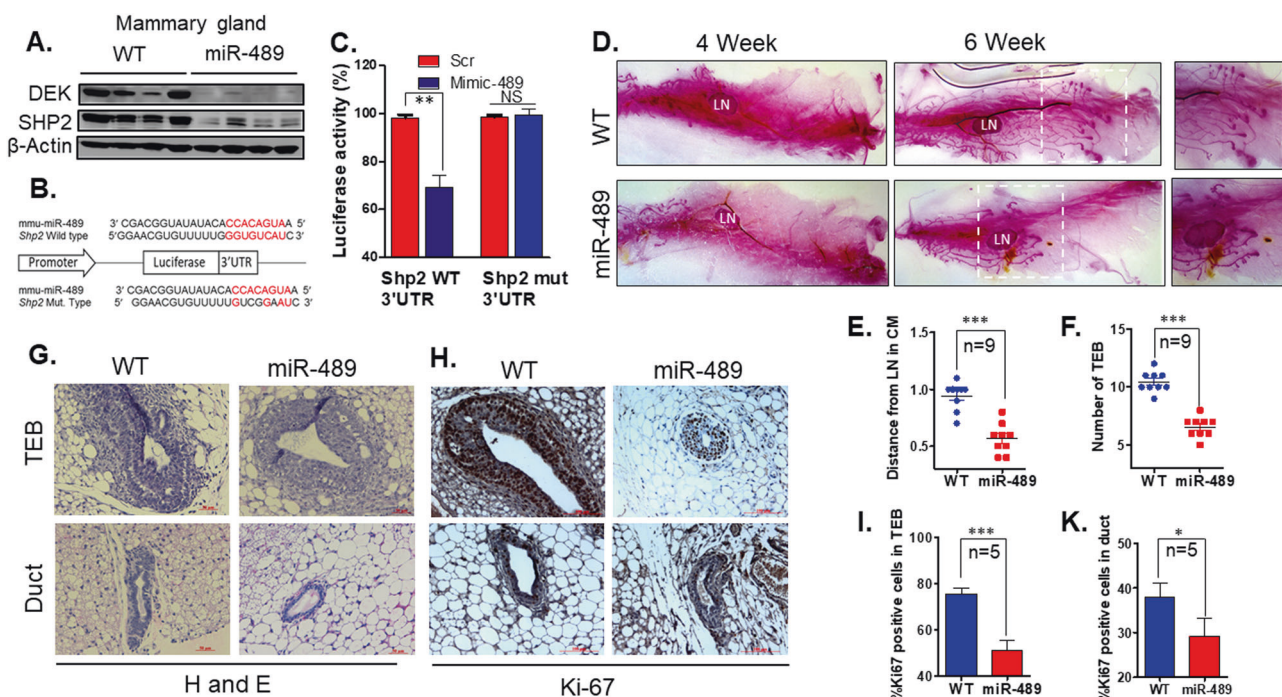 A.
Mammary gland
WT miR-489
DEK
SHP2
β-Actin
B.
mmu-miR-489 3′ CGACGGUAUAUACACCACAGUAA 5′
Shp2 Wild type 5′GGAACGUGUUUUUGGGUGUCAUC3′
Promoter Luciferase 3′UTR
mmu-miR-489 3′ CGACGGUAUAUACACCACAGUAA 5′
Shp2 Mut. Type 5′ GGAACGUGUUUUUGUCGGAUC 3′
C.
Scr
Mimic-489
** NS
Luciferase activity (%)
120
100
80
60
40
Shp2 WT Shp2 mut
3'UTR 3'UTR
D.
4 Week 6 Week
WT
LN LN
miR-489
LN LN
E.
Distance from LN in CM
***
n=9
1.5
1.0
0.5
WT miR-489
F.
Number of TEB
***
n=9
15
10
5
WT miR-489
G.
WT miR-489
TEB
Duct
H and E
H.
WT miR-489
Ki-67
I.
%Ki67 positive cells in TEB
***
n=5
100
80
60
40
WT miR-489
K.
%Ki67 positive cells in duct
*
n=5
50
40
30
20
WT miR-489